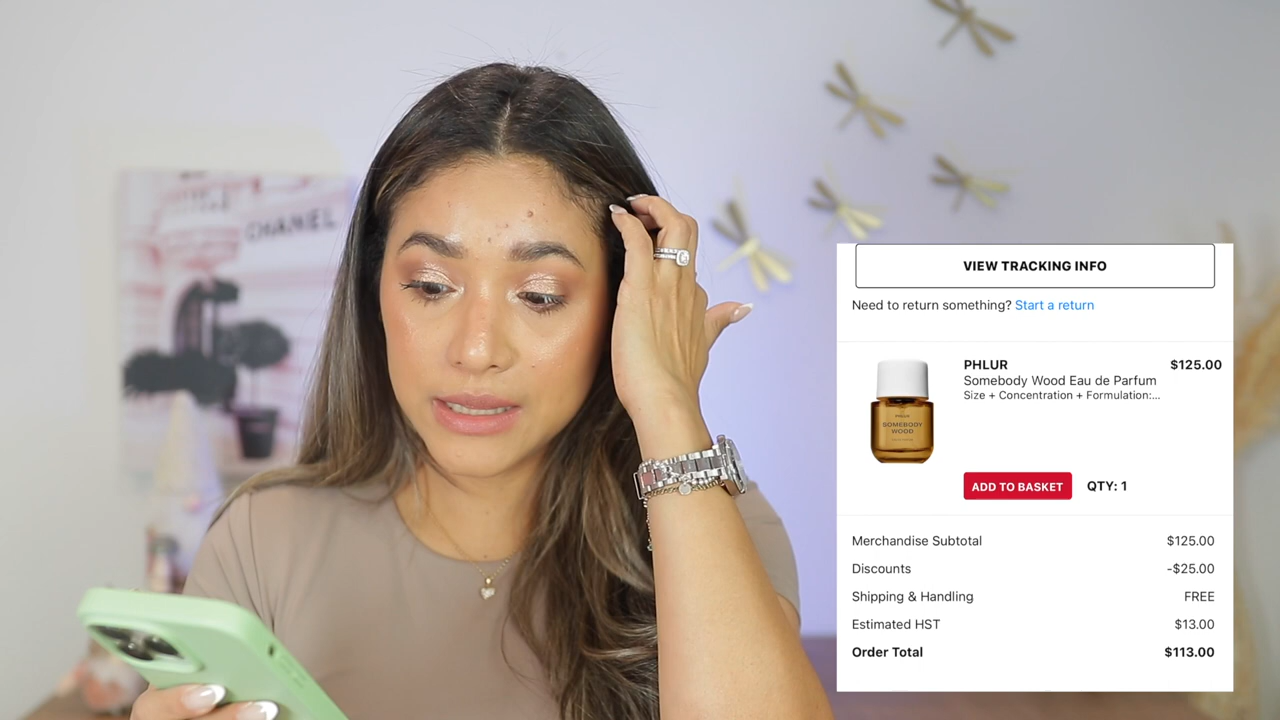 CHANEL
VIEW TRACKING INFO
Need to return something? Start a return
PHLUR $125.00
Somebody Wood Eau de Parfum
Size + Concentration + Formulation:...
PHLUR
SOMEBODY
WOOD
ADD TO BASKET QTY: 1
Merchandise Subtotal $125.00
Discounts -$25.00
Shipping & Handling FREE
Estimated HST $13.00
Order Total $113.00